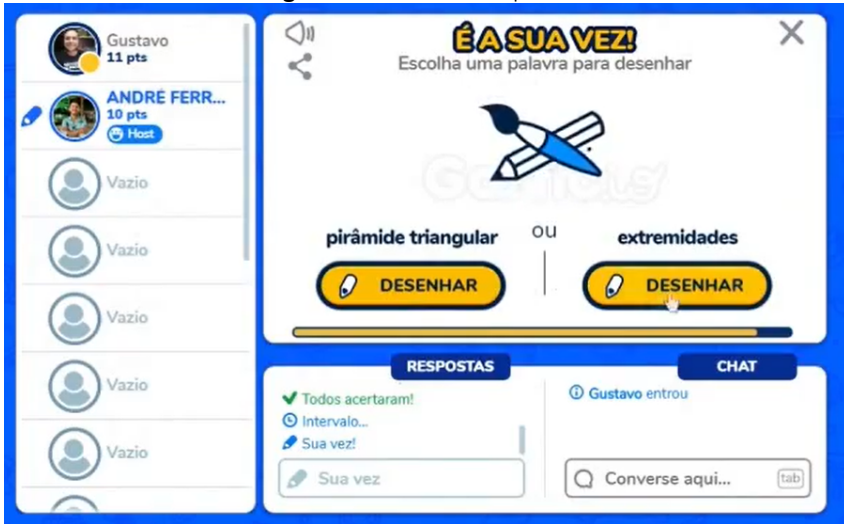 Gustavo
11 pts
ANDRÉ FERR...
10 pts
Host
Vazio
Vazio
Vazio
Vazio
Vazio
É A SUA VEZ!
Escolha uma palavra para desenhar
pirâmide triangular
ou
extremidades
DESENHAR
DESENHAR
RESPOSTAS
Todos acertaram!
Intervalo...
Sua vez!
Sua vez
CHAT
Gustavo entrou
Converse aqui...
tab